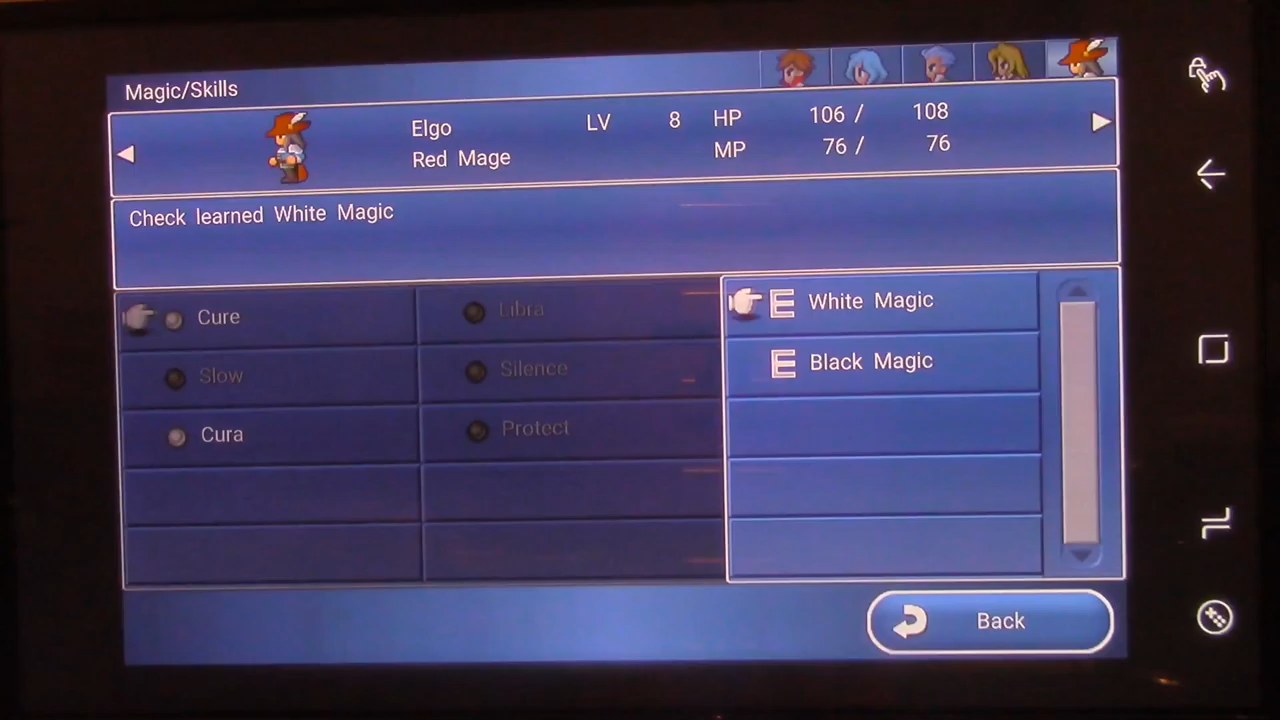 Magic/Skills
Elgo LV 8 HP 106 / 108
Red Mage MP 76 / 76
Check learned White Magic
Cure Libra
Slow Silence
Cura Protect
E White Magic
E Black Magic
Back